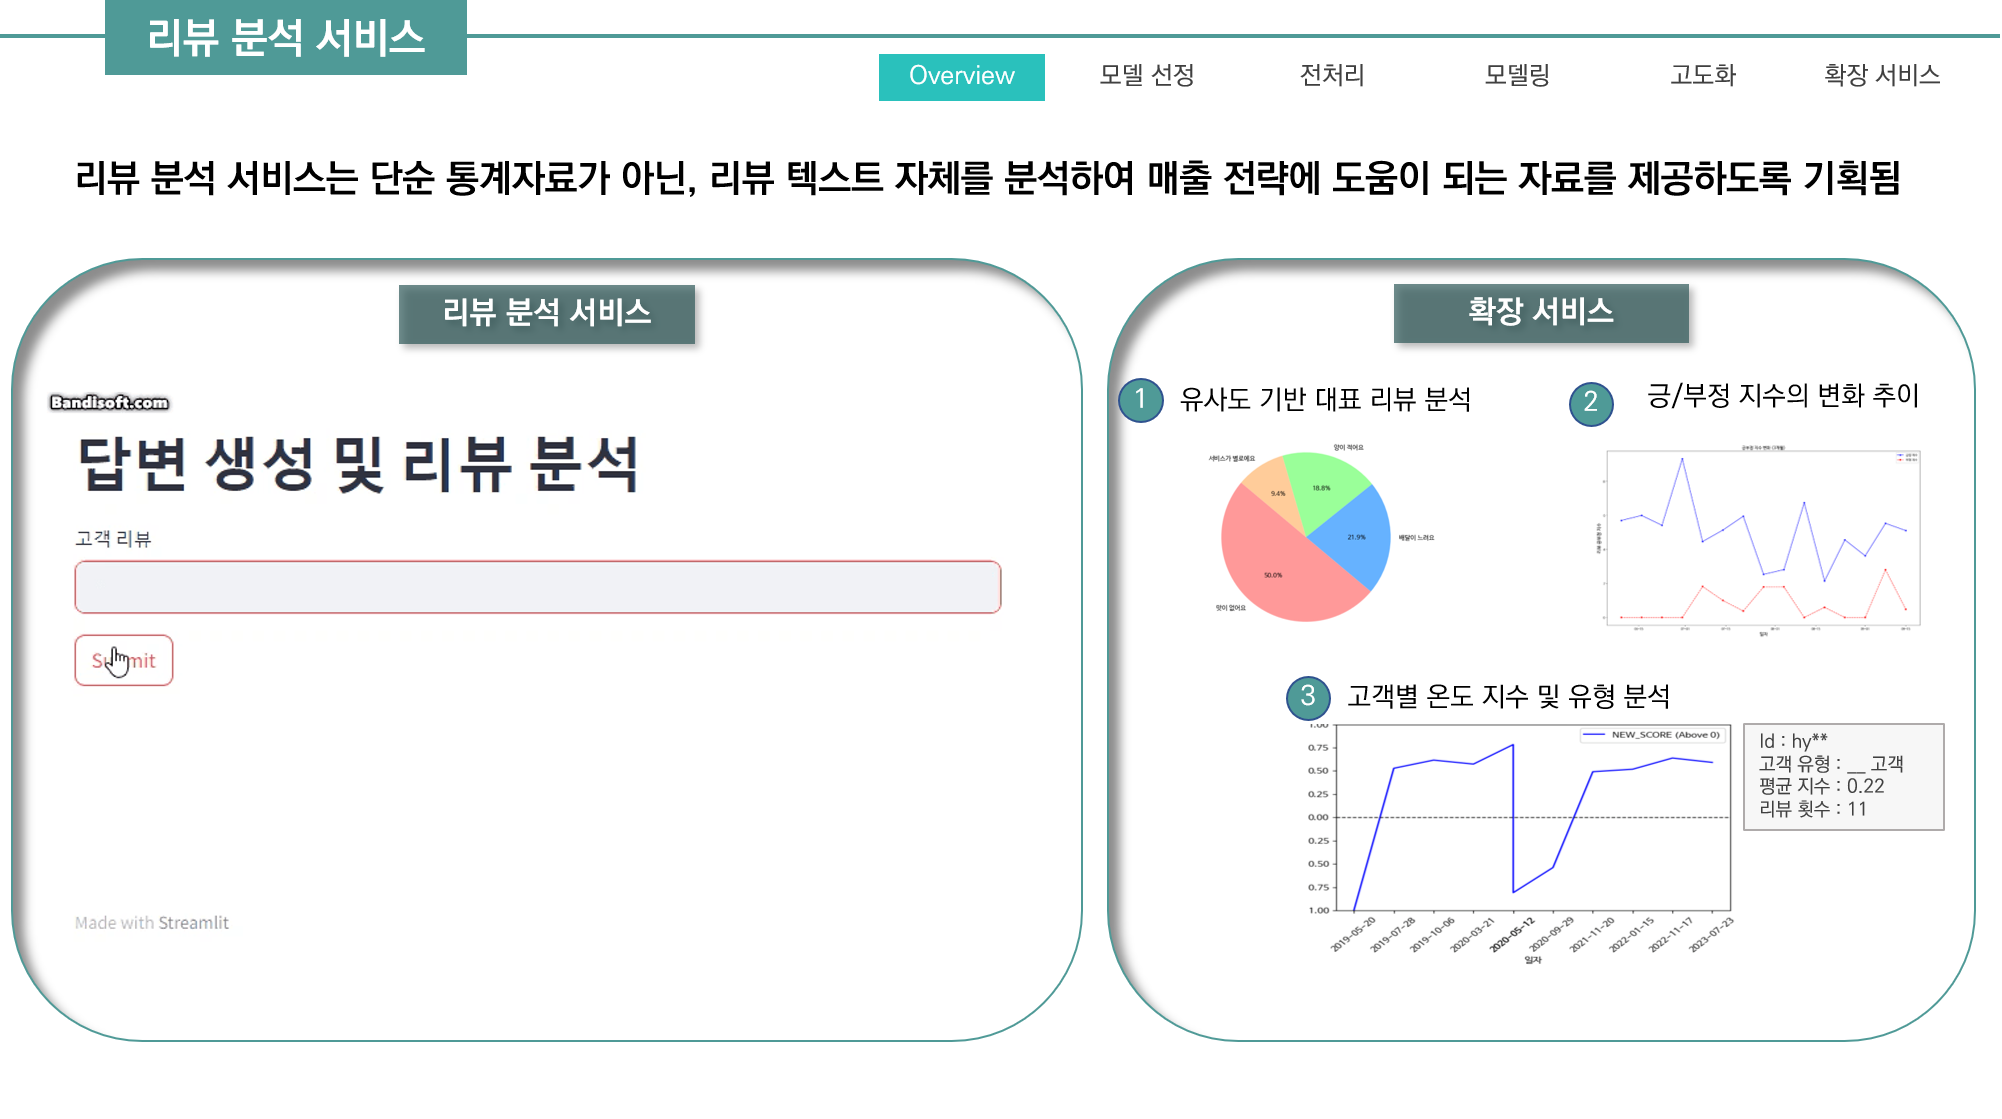 리뷰 분석 서비스
Overview
모델 선정
전처리
모델링
고도화
확장 서비스
리뷰 분석 서비스는 단순 통계자료가 아닌, 리뷰 텍스트 자체를 분석하여 매출 전략에 도움이 되는 자료를 제공하도록 기획됨
리뷰 분석 서비스
Bandisoft.com
답변 생성 및 리뷰 분석
고객 리뷰
Made with Streamlit
확장 서비스
1 유사도 기반 대표 리뷰 분석
양이 적어요
서비스가 별로예요
18.8%
9.4%
21.9%
배달이 느려요
50.0%
맛이 없어요
2 긍/부정 지수의 변화 추이
일자
3 고객별 온도 지수 및 유형 분석
NEW_SCORE (Above 0)
1.00
0.75
0.50
0.25
0.00
0.25
0.50
0.75
1.00
2019-05-20
2019-07-28
2019-10-06
2020-03-21
2020-05-12
2020-09-29
2021-11-20
2022-01-15
2022-11-17
2023-07-23
일자
Id : hy**
고객 유형 : __ 고객
평균 지수 : 0.22
리뷰 횟수 : 11